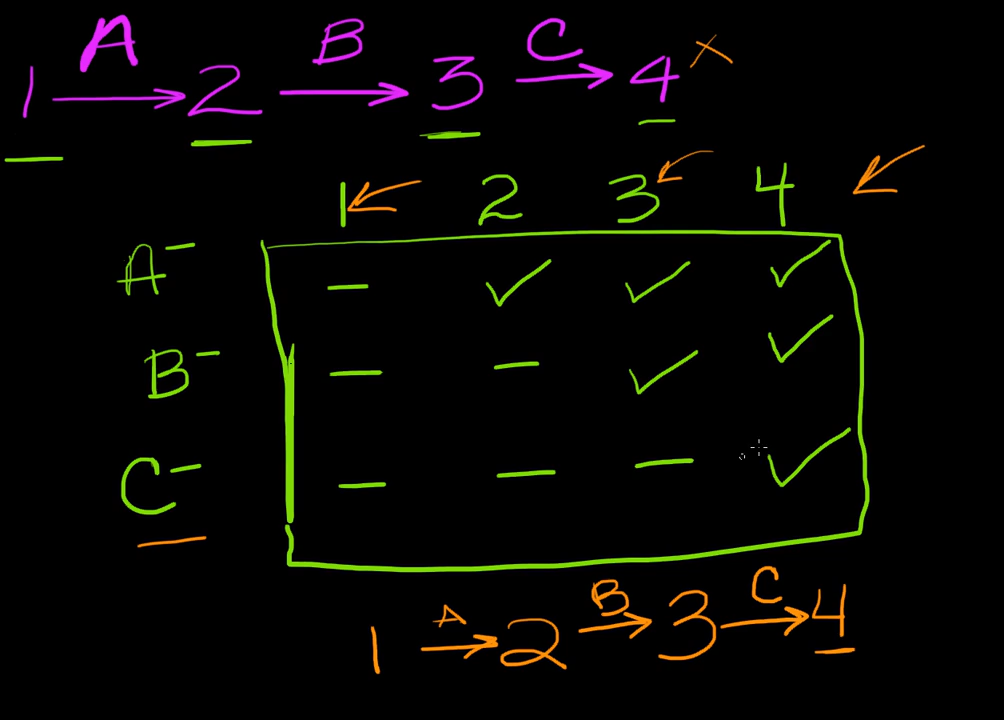 A B C
1 → 2 → 3 → 4 ×
1 2 3 4
A⁻ – ✓ ✓ ✓
B⁻ – – ✓ ✓
C⁻ – – – ✓
A B C
1 → 2 → 3 → 4